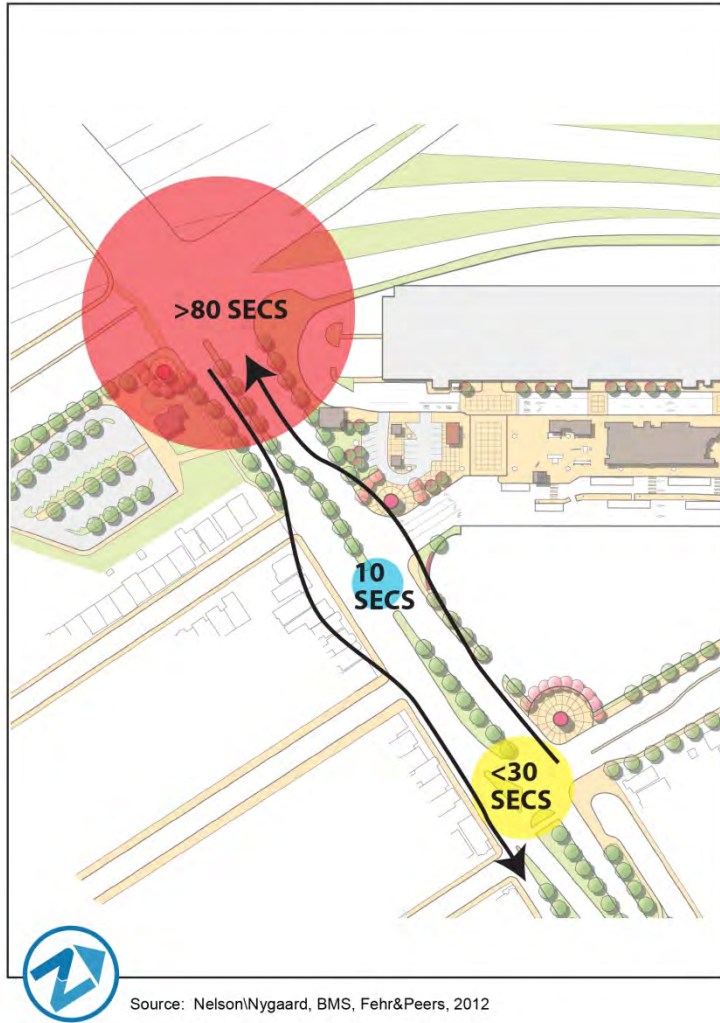 >80 SECS
10
SECS
<30
SECS
Source: Nelson\Nygaard, BMS, Fehr&Peers, 2012